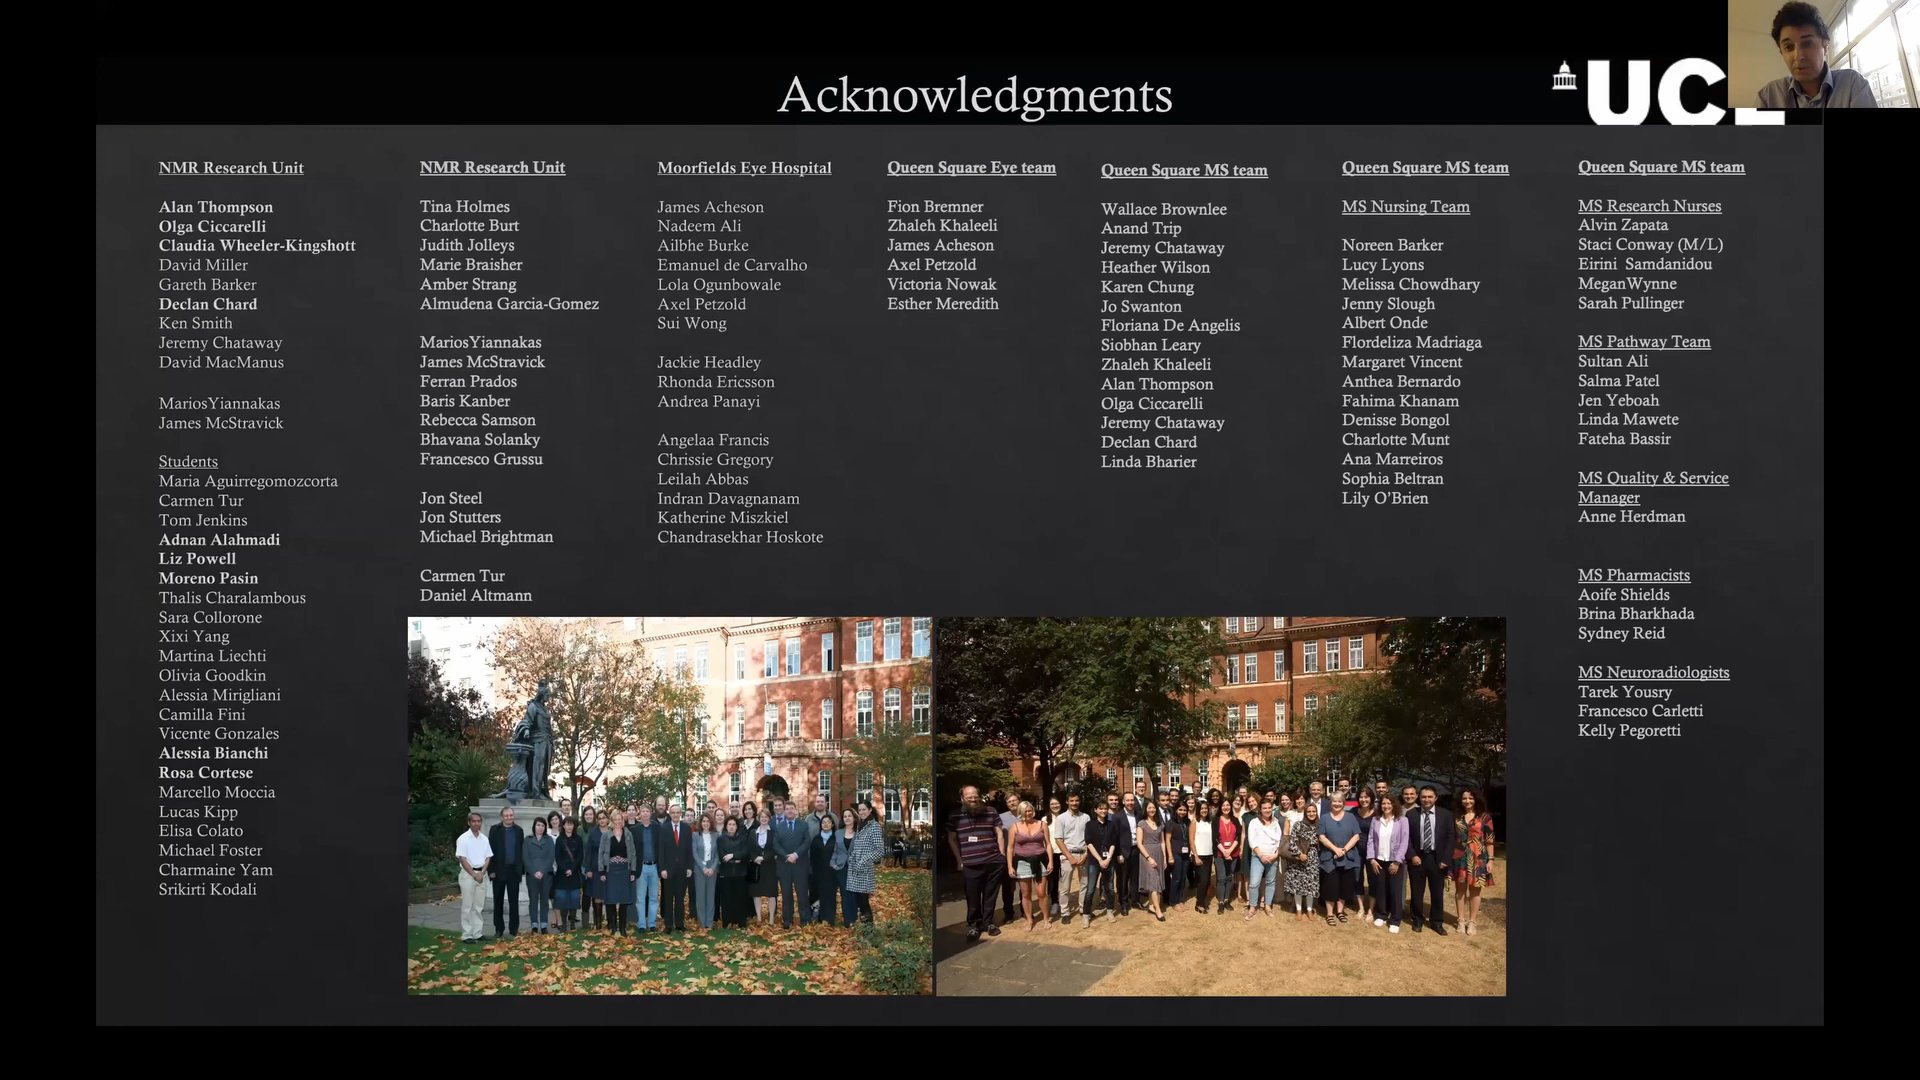 Acknowledgments
UCL
NMR Research Unit
Alan Thompson
Olga Ciccarelli
Claudia Wheeler-Kingshott
David Miller
Gareth Barker
Declan Chard
Ken Smith
Jeremy Chataway
David MacManus
MariosYiannakas
James McStravick
Students
Maria Aguirregomozcorta
Carmen Tur
Tom Jenkins
Adnan Alahmadi
Liz Powell
Moreno Pasin
Thalis Charalambous
Sara Collorone
Xixi Yang
Martina Liechti
Olivia Goodkin
Alessia Mirigliani
Camilla Fini
Vicente Gonzales
Alessia Bianchi
Rosa Cortese
Marcello Moccia
Lucas Kipp
Elisa Colato
Michael Foster
Charmaine Yam
Srikirti Kodali
NMR Research Unit
Tina Holmes
Charlotte Burt
Judith Jolleys
Marie Braisher
Amber Strang
Almudena Garcia-Gomez
MariosYiannakas
James McStravick
Ferran Prados
Baris Kanber
Rebecca Samson
Bhavana Solanky
Francesco Grussu
Jon Steel
Jon Stutters
Michael Brightman
Carmen Tur
Daniel Altmann
Moorfields Eye Hospital
James Acheson
Nadeem Ali
Ailbhe Burke
Emanuel de Carvalho
Lola Ogunbowale
Axel Petzold
Sui Wong
Jackie Headley
Rhonda Ericsson
Andrea Panayi
Angelaa Francis
Chrissie Gregory
Leilah Abbas
Indran Davagnanam
Katherine Miszkiel
Chandrasekhar Hoskote
Queen Square Eye team
Fion Bremner
Zhaleh Khaleeli
James Acheson
Axel Petzold
Victoria Nowak
Esther Meredith
Queen Square MS team
Wallace Brownlee
Anand Trip
Jeremy Chataway
Heather Wilson
Karen Chung
Jo Swanton
Floriana De Angelis
Siobhan Leary
Zhaleh Khaleeli
Alan Thompson
Olga Ciccarelli
Jeremy Chataway
Declan Chard
Linda Bharier
Queen Square MS team
MS Nursing Team
Noreen Barker
Lucy Lyons
Melissa Chowdhary
Jenny Slough
Albert Onde
Flordeliza Madriaga
Margaret Vincent
Anthea Bernardo
Fahima Khanam
Denisse Bongol
Charlotte Munt
Ana Marreiros
Sophia Beltran
Lily O’Brien
Queen Square MS team
MS Research Nurses
Alvin Zapata
Staci Conway (M/L)
Eirini Samdanidou
MeganWynne
Sarah Pullinger
MS Pathway Team
Sultan Ali
Salma Patel
Jen Yeboah
Linda Mawete
Fateha Bassir
MS Quality & Service
Manager
Anne Herdman
MS Pharmacists
Aoife Shields
Brina Bharkhada
Sydney Reid
MS Neuroradiologists
Tarek Yousry
Francesco Carletti
Kelly Pegoretti